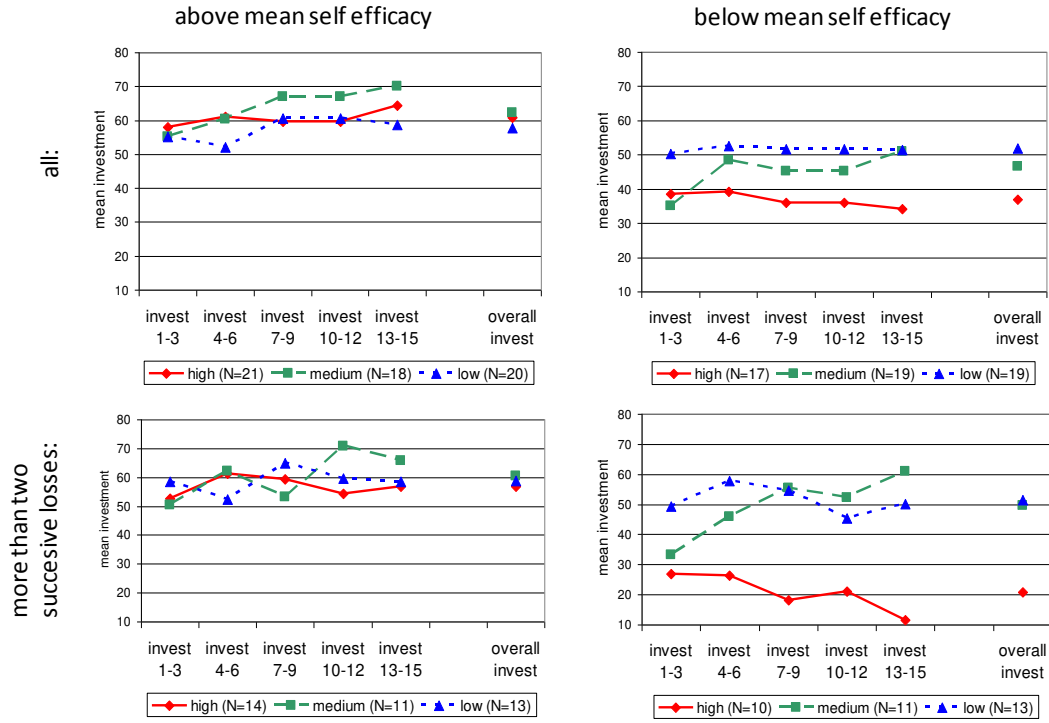 above mean self efficacy
below mean self efficacy
all:
mean investment
80
70
60
50
40
30
20
10
invest 1-3
invest 4-6
invest 7-9
invest 10-12
invest 13-15
overall invest
high (N=21) medium (N=18) low (N=20)
mean investment
80
70
60
50
40
30
20
10
invest 1-3
invest 4-6
invest 7-9
invest 10-12
invest 13-15
overall invest
high (N=17) medium (N=19) low (N=19)
more than two
succesive losses:
mean investment
80
70
60
50
40
30
20
10
invest 1-3
invest 4-6
invest 7-9
invest 10-12
invest 13-15
overall invest
high (N=14) medium (N=11) low (N=13)
mean investment
80
70
60
50
40
30
20
10
invest 1-3
invest 4-6
invest 7-9
invest 10-12
invest 13-15
overall invest
high (N=10) medium (N=11) low (N=13)